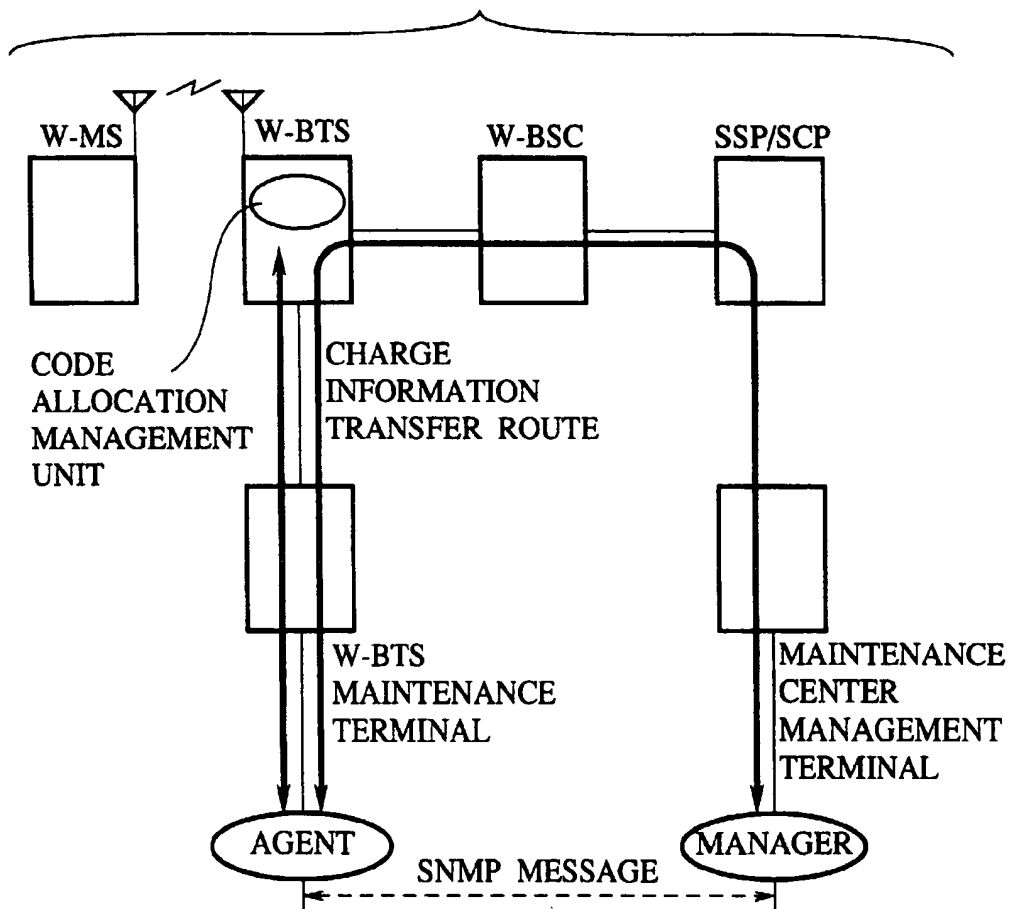 W-MS
W-BTS
W-BSC
SSP/SCP
CODE
ALLOCATION
MANAGEMENT
UNIT
CHARGE
INFORMATION
TRANSFER ROUTE
W-BTS
MAINTENANCE
TERMINAL
MAINTENANCE
CENTER
MANAGEMENT
TERMINAL
AGENT
MANAGER
SNMP MESSAGE